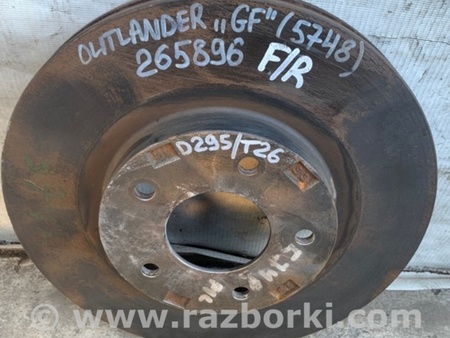 OUTLANDER „GF" (5748)
265896 F/R
D295/T26
www.razborki.com